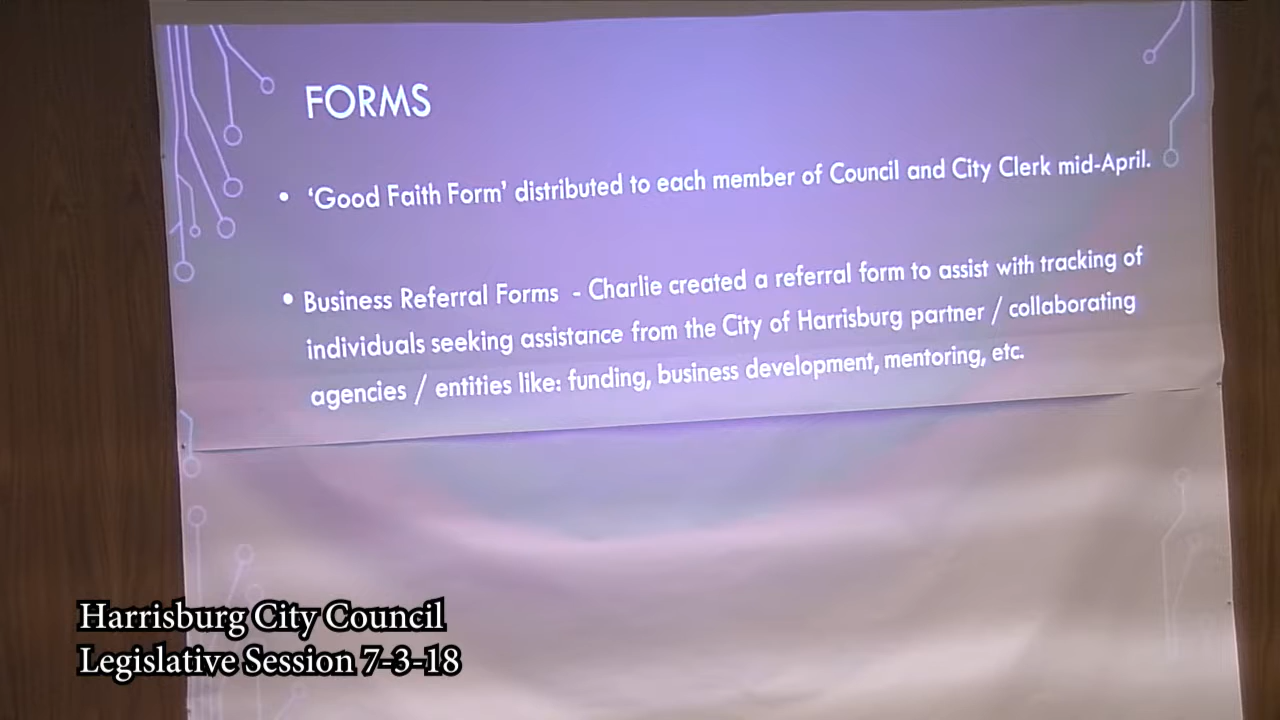 FORMS
• ‘Good Faith Form’ distributed to each member of Council and City Clerk mid-April.
• Business Referral Forms - Charlie created a referral form to assist with tracking of
individuals seeking assistance from the City of Harrisburg partner / collaborating
agencies / entities like: funding, business development, mentoring, etc.
Harrisburg City Council
Legislative Session 7-3-18